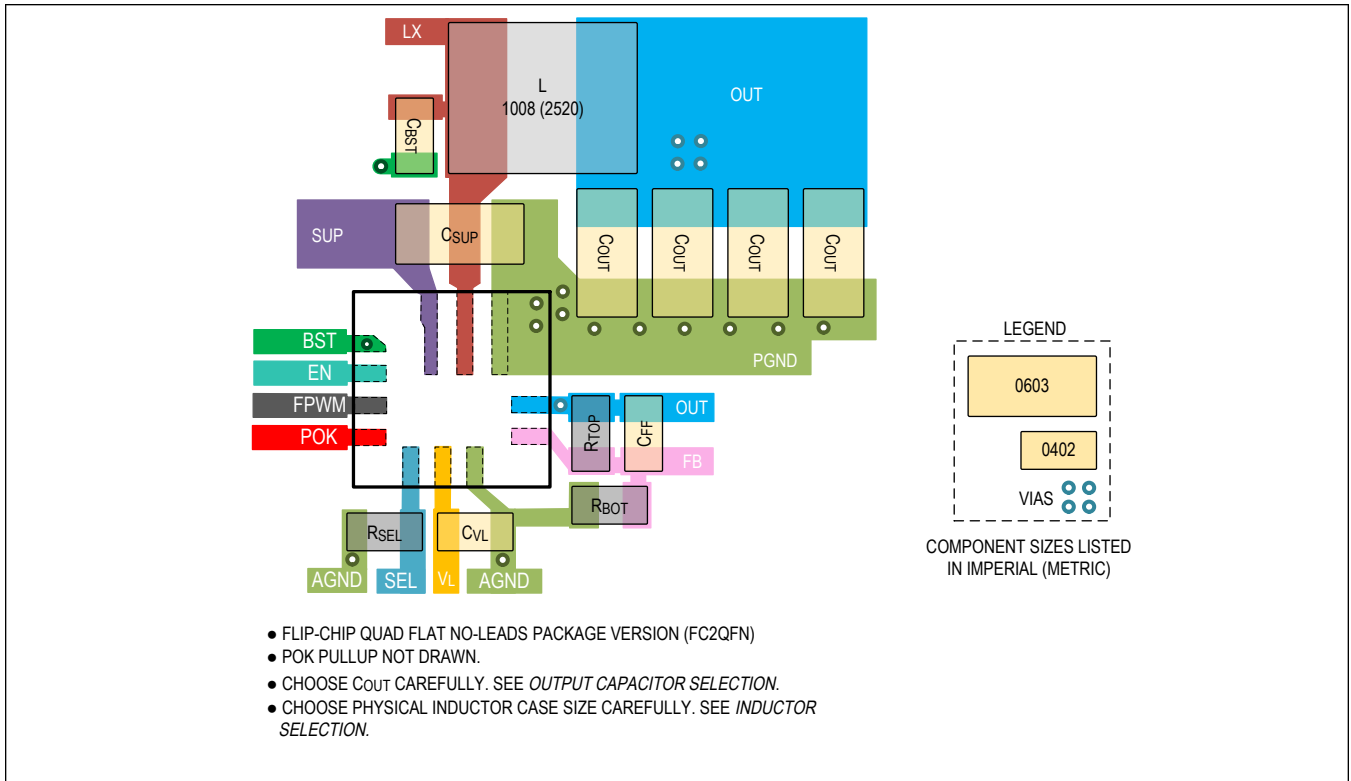 LX
L
1008 (2520)
OUT
CBST
SUP
CSUP
COUT
COUT
COUT
COUT
PGND
BST
EN
FPWM
POK
OUT
RTOP
CFF
FB
RBOT
RSEL
CVL
AGND
SEL
VL
AGND
LEGEND
0603
0402
VIAS
COMPONENT SIZES LISTED
IN IMPERIAL (METRIC)
● FLIP-CHIP QUAD FLAT NO-LEADS PACKAGE VERSION (FC2QFN)
● POK PULLUP NOT DRAWN.
● CHOOSE COUT CAREFULLY. SEE OUTPUT CAPACITOR SELECTION.
● CHOOSE PHYSICAL INDUCTOR CASE SIZE CAREFULLY. SEE INDUCTOR
SELECTION.